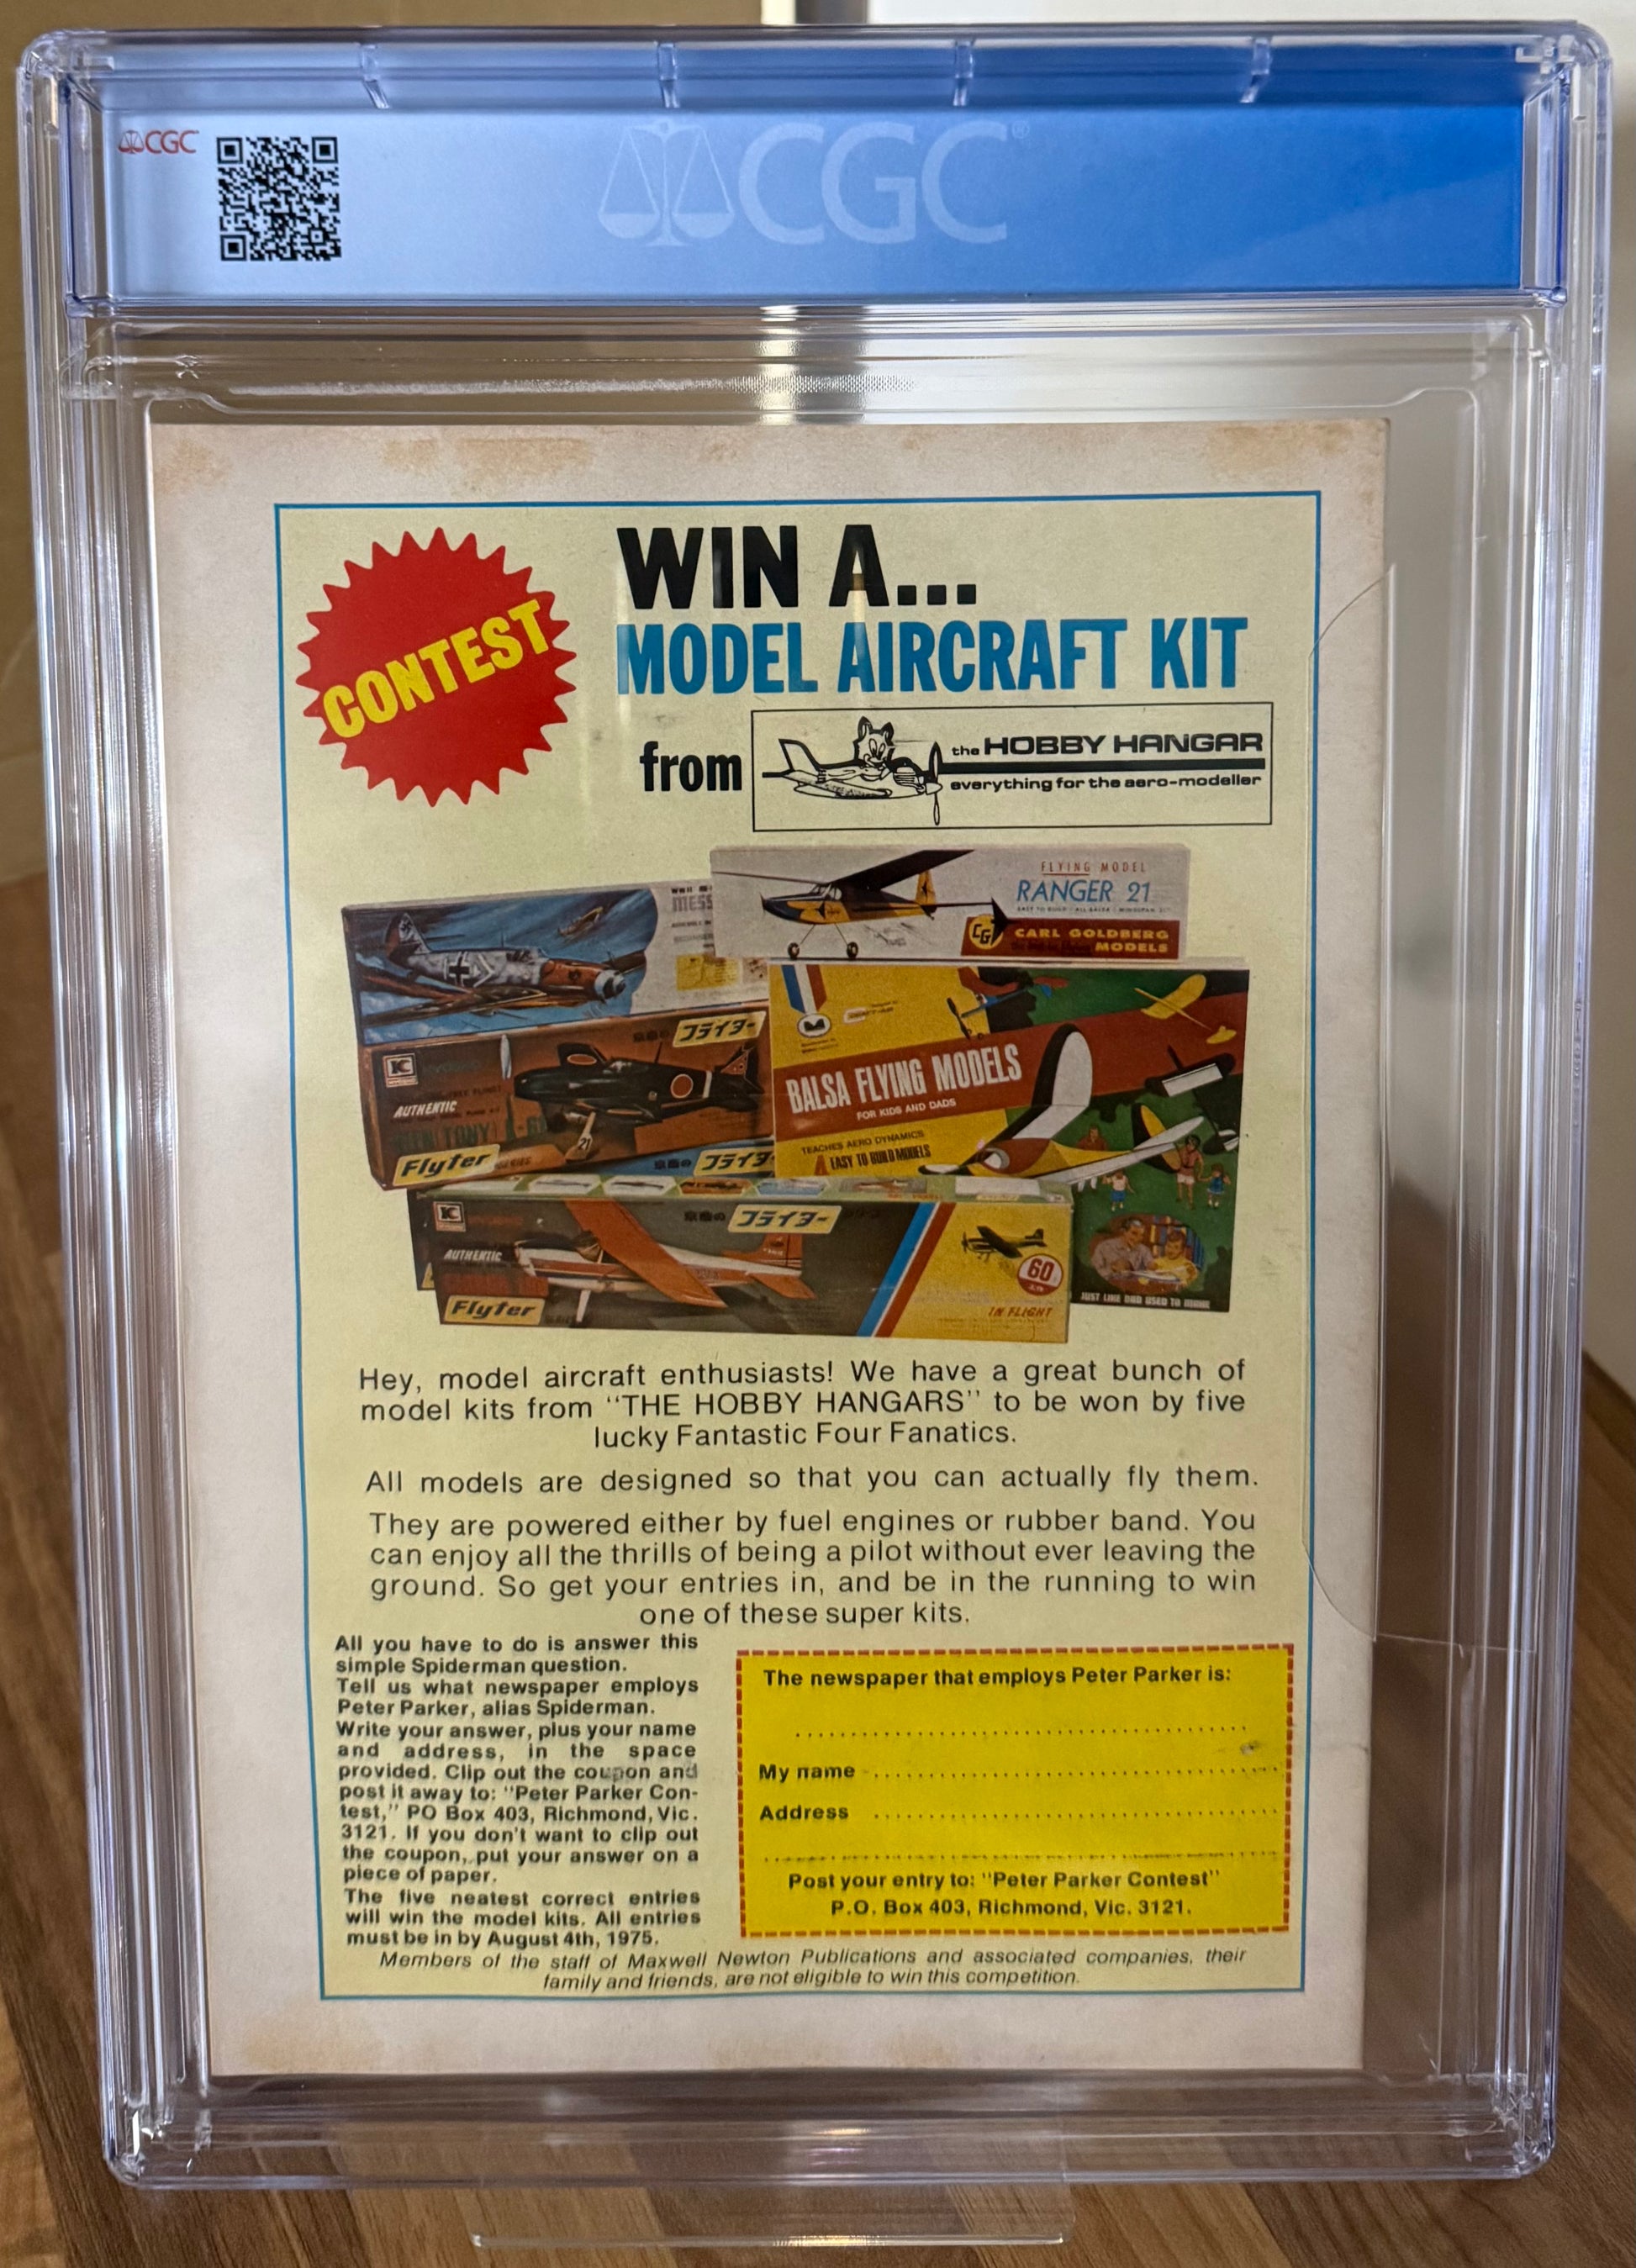 CGC
CGC®
CONTEST
WIN A...
MODEL AIRCRAFT KIT
from
the HOBBY HANGAR
everything for the aero-modeller
FLYING MODEL
RANGER 21
CG
CARL GOLDBERG
MODELS
WWII
MESS
フライヤー
K
AUTHENTIC
TONY
21
Flyter
フライヤ
BALSA FLYING MODELS
FOR KIDS AND DADS
TEACHES AERO DYNAMICS
4 EASY TO BUILD MODELS
K
フライヤー
AUTHENTIC
60
Flyter
IN FLIGHT
JUST LIKE DAD USED TO MAKE
Hey, model aircraft enthusiasts! We have a great bunch of
model kits from "THE HOBBY HANGARS" to be won by five
lucky Fantastic Four Fanatics.
All models are designed so that you can actually fly them.
They are powered either by fuel engines or rubber band. You
can enjoy all the thrills of being a pilot without ever leaving the
ground. So get your entries in, and be in the running to win
one of these super kits.
All you have to do is answer this
simple Spiderman question.
Tell us what newspaper employs
Peter Parker, alias Spiderman.
Write your answer, plus your name
and address, in the space
provided. Clip out the coupon and
post it away to: "Peter Parker Con-
test," PO Box 403, Richmond, Vic.
3121. If you don't want to clip out
the coupon, put your answer on a
piece of paper.
The five neatest correct entries
will win the model kits. All entries
must be in by August 4th, 1975.
The newspaper that employs Peter Parker is:
My name
Address
Post your entry to: "Peter Parker Contest"
P.O. Box 403, Richmond, Vic. 3121.
Members of the staff of Maxwell Newton Publications and associated companies, their
family and friends, are not eligible to win this competition.